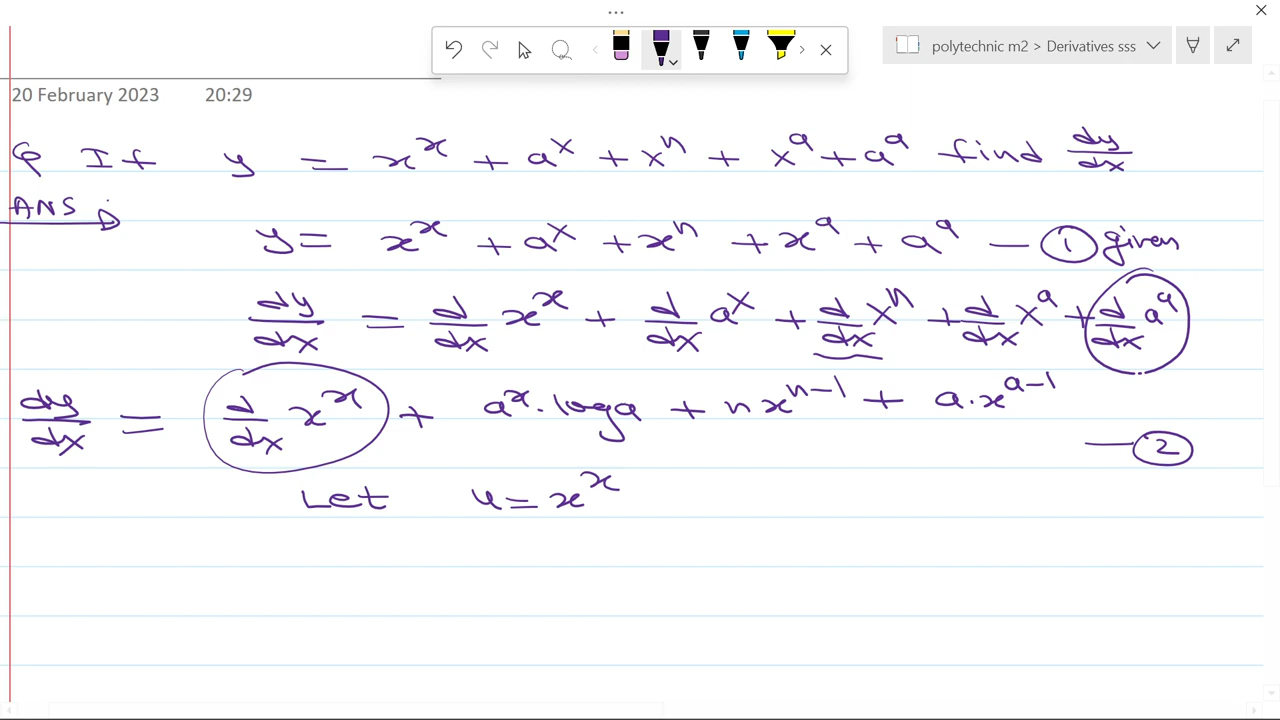 polytechnic m2 > Derivatives sss
20 February 2023 20:29
Q If y = x^x + a^x + x^n + x^a + a^a find dy/dx
ANS
y = x^x + a^x + x^n + x^a + a^a — ① given
dy/dx = d/dx x^x + d/dx a^x + d/dx x^n + d/dx x^a + d/dx a^a
dy/dx = d/dx x^x + a^x . log a + n x^{n-1} + a . x^{a-1}
— ②
Let u = x^x